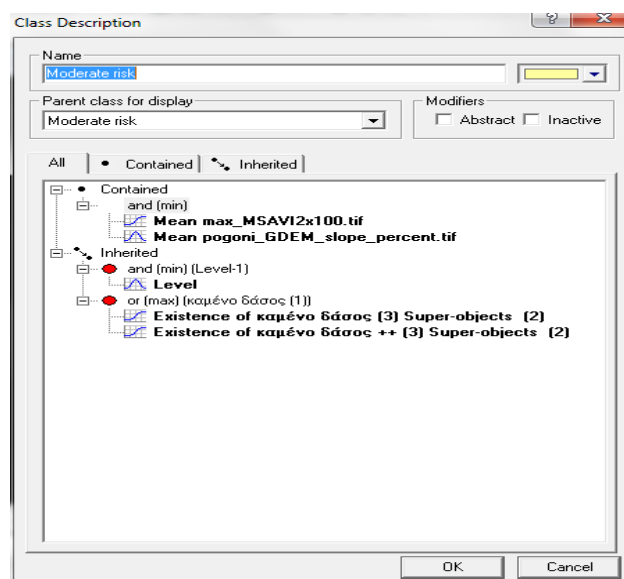 Class Description
Name
Moderate risk
Parent class for display
Moderate risk
Modifiers
Abstract Inactive
All Contained Inherited
Contained
and (min)
Mean max_MSAVI2x100.tif
Mean pogoni_GDEM_slope_percent.tif
Inherited
and (min) (Level-1)
Level
or (max) (καμένο δάσος (1))
Existence of καμένο δάσος (3) Super-objects (2)
Existence of καμένο δάσος ++ (3) Super-objects (2)
OK Cancel